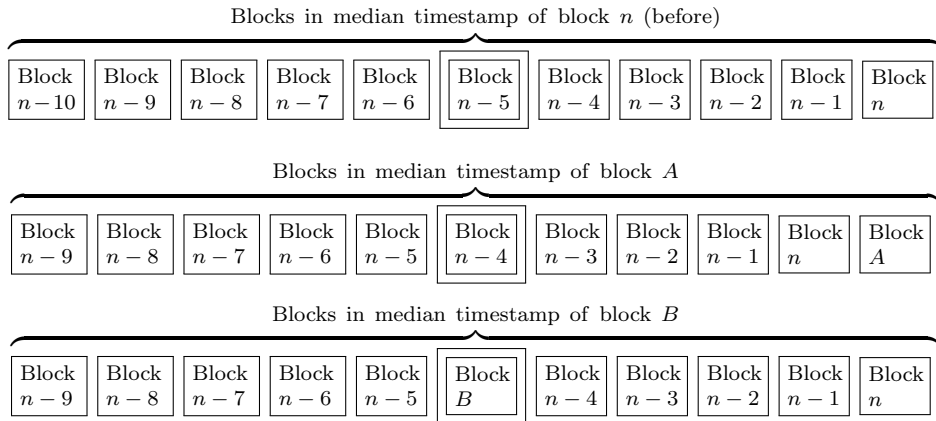 Blocks in median timestamp of block n (before)
Block Block Block Block Block Block Block Block Block Block Block
n − 10 n − 9 n − 8 n − 7 n − 6 n − 5 n − 4 n − 3 n − 2 n − 1 n
Blocks in median timestamp of block A
Block Block Block Block Block Block Block Block Block Block Block
n − 9 n − 8 n − 7 n − 6 n − 5 n − 4 n − 3 n − 2 n − 1 n A
Blocks in median timestamp of block B
Block Block Block Block Block Block Block Block Block Block Block
n − 9 n − 8 n − 7 n − 6 n − 5 B n − 4 n − 3 n − 2 n − 1 n